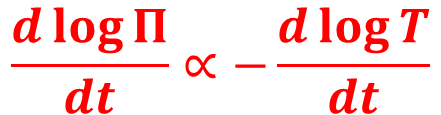 d log Π / dt ∝ − d log T / dt